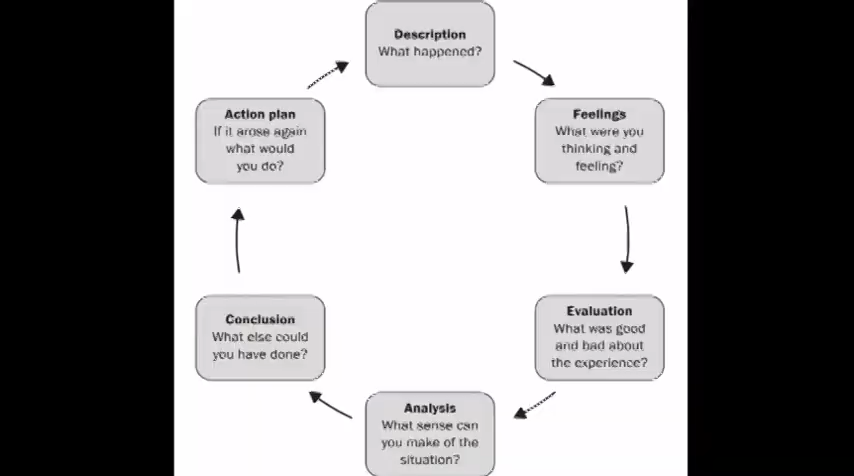 Description
What happened?
Feelings
What were you
thinking and
feeling?
Evaluation
What was good
and bad about
the experience?
Analysis
What sense can
you make of the
situation?
Conclusion
What else could
you have done?
Action plan
If it arose again
what would
you do?